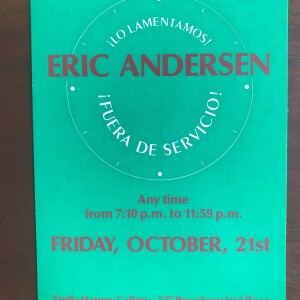 ¡LO LAMENTAMOS!
ERIC ANDERSEN
¡FUERA DE SERVICIO!
Any time
from 7:10 p.m. to 11:59 p.m.
FRIDAY, OCTOBER, 21st